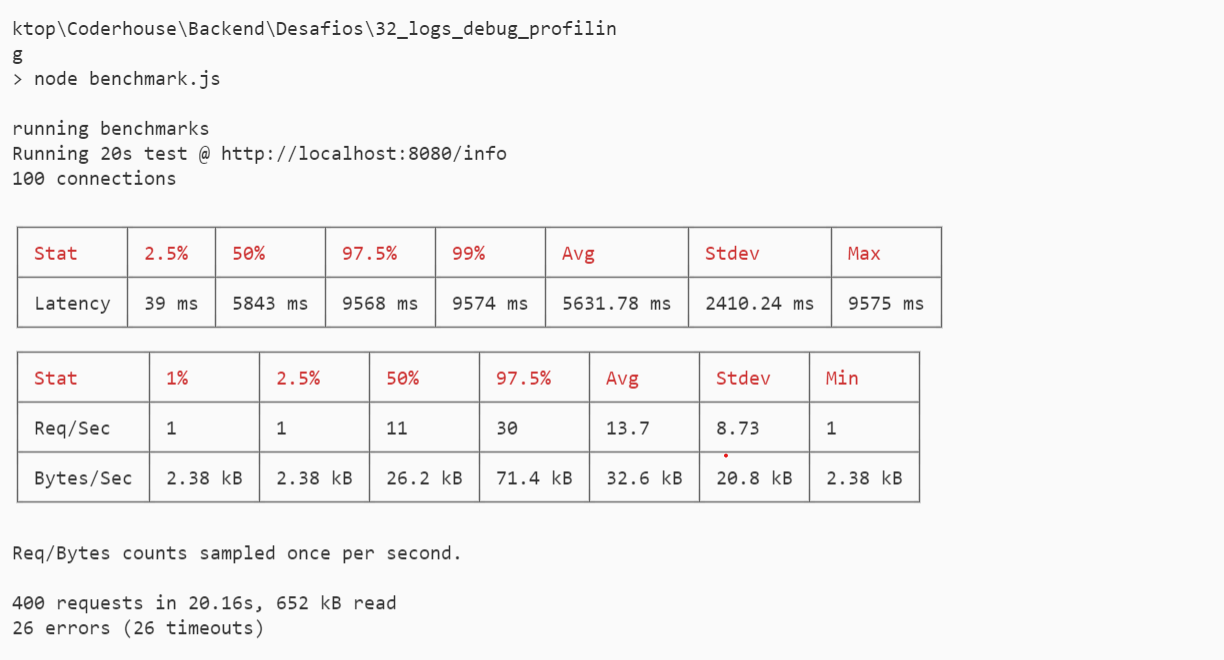 ktop\Coderhouse\Backend\Desafios\32_logs_debug_profilin
g
> node benchmark.js
running benchmarks
Running 20s test @ http://localhost:8080/info
100 connections
Stat 2.5% 50% 97.5% 99% Avg Stdev Max
Latency 39 ms 5843 ms 9568 ms 9574 ms 5631.78 ms 2410.24 ms 9575 ms
Stat 1% 2.5% 50% 97.5% Avg Stdev Min
Req/Sec 1 1 11 30 13.7 8.73 1
Bytes/Sec 2.38 kB 2.38 kB 26.2 kB 71.4 kB 32.6 kB 20.8 kB 2.38 kB
Req/Bytes counts sampled once per second.
400 requests in 20.16s, 652 kB read
26 errors (26 timeouts)